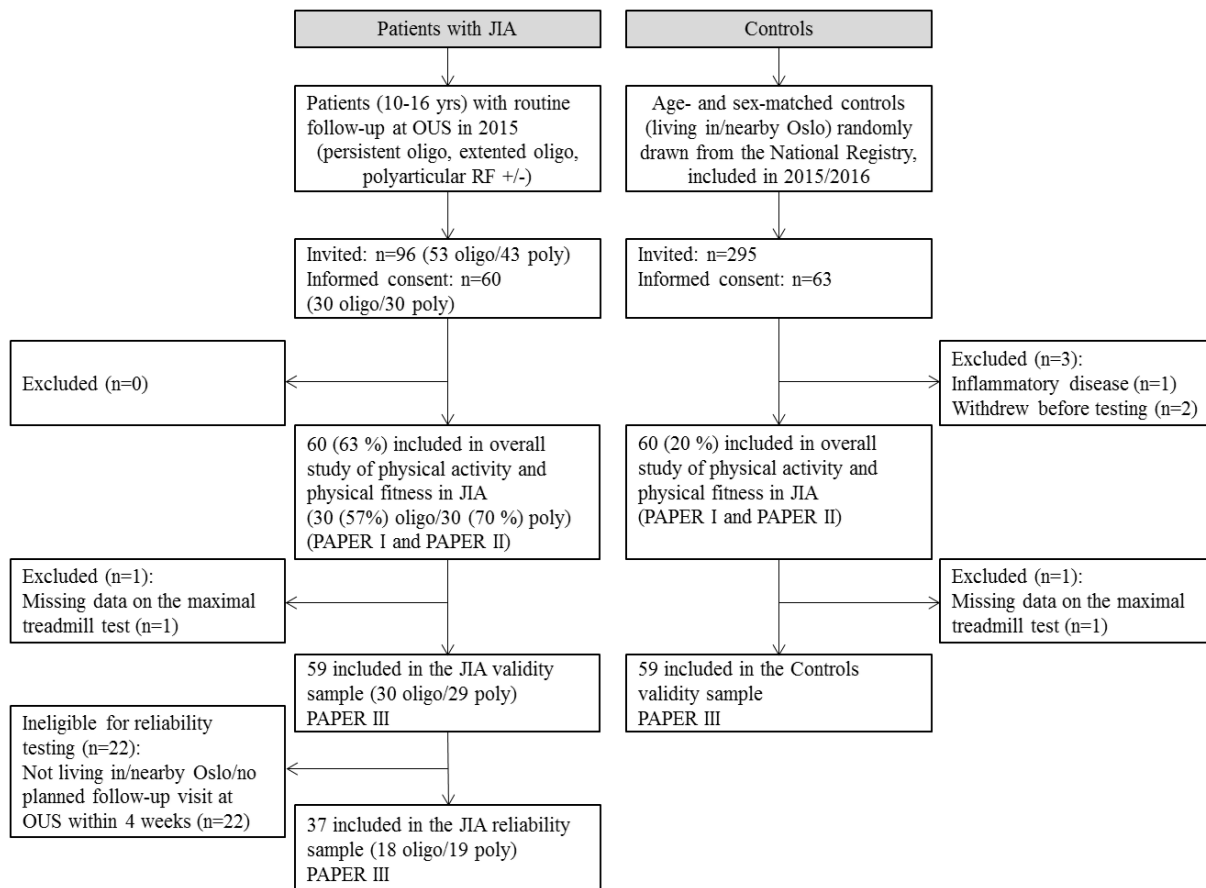 Patients with JIA
Controls
Patients (10-16 yrs) with routine
follow-up at OUS in 2015
(persistent oligo, extented oligo,
polyarticular RF +/-)
Age- and sex-matched controls
(living in/nearby Oslo) randomly
drawn from the National Registry,
included in 2015/2016
Invited: n=96 (53 oligo/43 poly)
Informed consent: n=60
(30 oligo/30 poly)
Invited: n=295
Informed consent: n=63
Excluded (n=0)
Excluded (n=3):
Inflammatory disease (n=1)
Withdrew before testing (n=2)
60 (63 %) included in overall
study of physical activity and
physical fitness in JIA
(30 (57%) oligo/30 (70 %) poly)
(PAPER I and PAPER II)
60 (20 %) included in overall
study of physical activity and
physical fitness in JIA
(PAPER I and PAPER II)
Excluded (n=1):
Missing data on the maximal
treadmill test (n=1)
Excluded (n=1):
Missing data on the maximal
treadmill test (n=1)
59 included in the JIA validity
sample (30 oligo/29 poly)
PAPER III
59 included in the Controls
validity sample
PAPER III
Ineligible for reliability
testing (n=22):
Not living in/nearby Oslo/no
planned follow-up visit at
OUS within 4 weeks (n=22)
37 included in the JIA reliability
sample (18 oligo/19 poly)
PAPER III